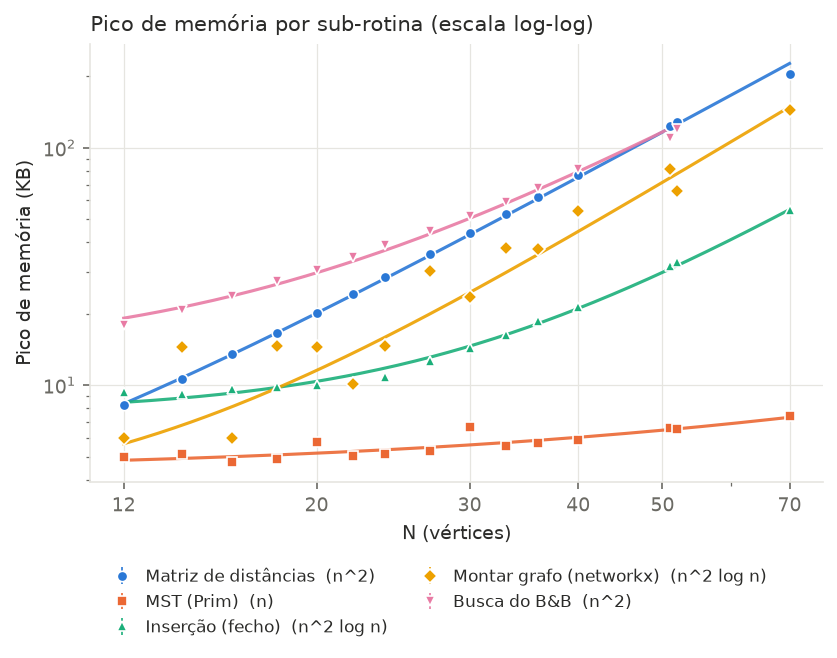 Pico de memória por sub-rotina (escala log-log)
Pico de memória (KB)
10²
10¹
12
20
30
40
50
70
N (vértices)
Matriz de distâncias  (n^2)
MST (Prim)  (n)
Inserção (fecho)  (n^2 log n)
Montar grafo (networkx)  (n^2 log n)
Busca do B&B  (n^2)